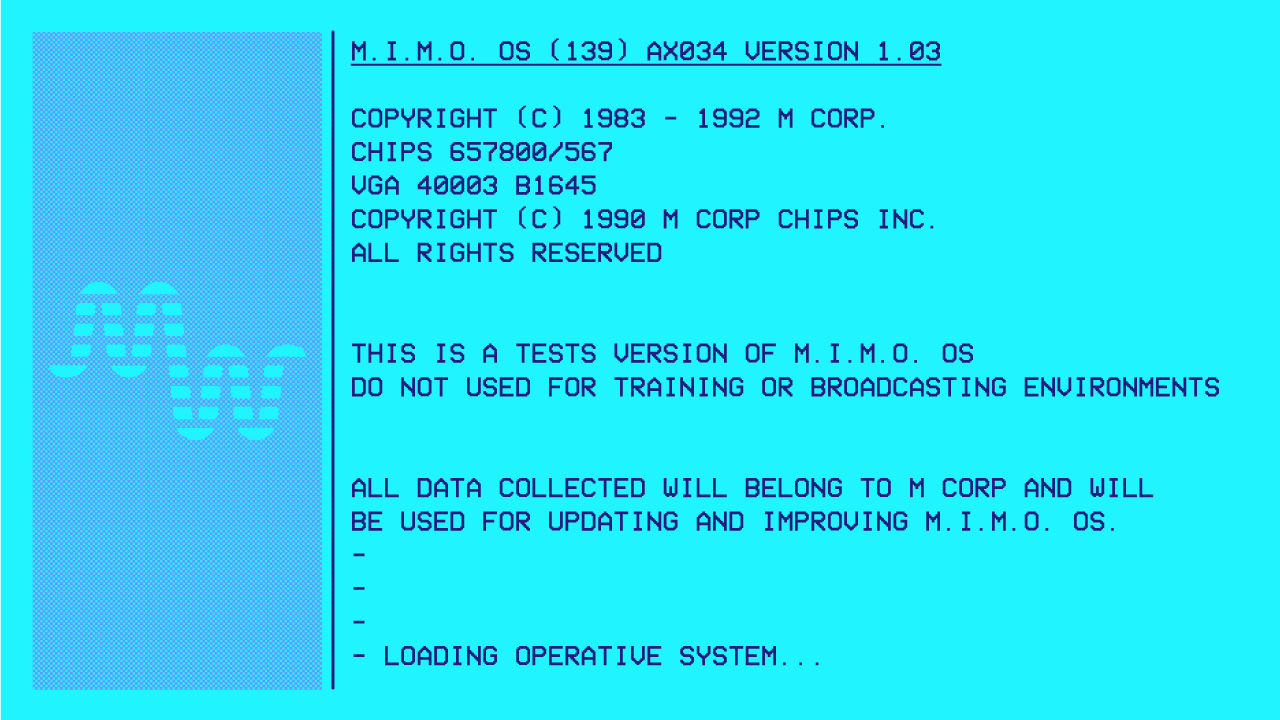 M.I.M.O. OS (139) AX034 VERSION 1.03
COPYRIGHT (C) 1983 - 1992 M CORP.
CHIPS 657800/567
VGA 40003 B1645
COPYRIGHT (C) 1990 M CORP CHIPS INC.
ALL RIGHTS RESERVED
THIS IS A TESTS VERSION OF M.I.M.O. OS
DO NOT USED FOR TRAINING OR BROADCASTING ENVIRONMENTS
ALL DATA COLLECTED WILL BELONG TO M CORP AND WILL
BE USED FOR UPDATING AND IMPROVING M.I.M.O. OS.
-
-
-
- LOADING OPERATIVE SYSTEM...